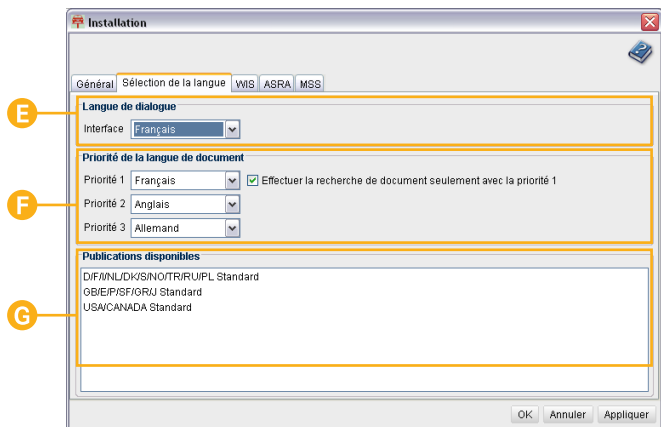 Installation
Général Sélection de la langue WIS ASRA MSS
E
Langue de dialogue
Interface Français
F
Priorité de la langue de document
Priorité 1 Français Effectuer la recherche de document seulement avec la priorité 1
Priorité 2 Anglais
Priorité 3 Allemand
G
Publications disponibles
D/F/I/NL/DK/S/NO/TR/RU/PL Standard
GB/E/P/SF/GR/J Standard
USA/CANADA Standard
OK Annuler Appliquer